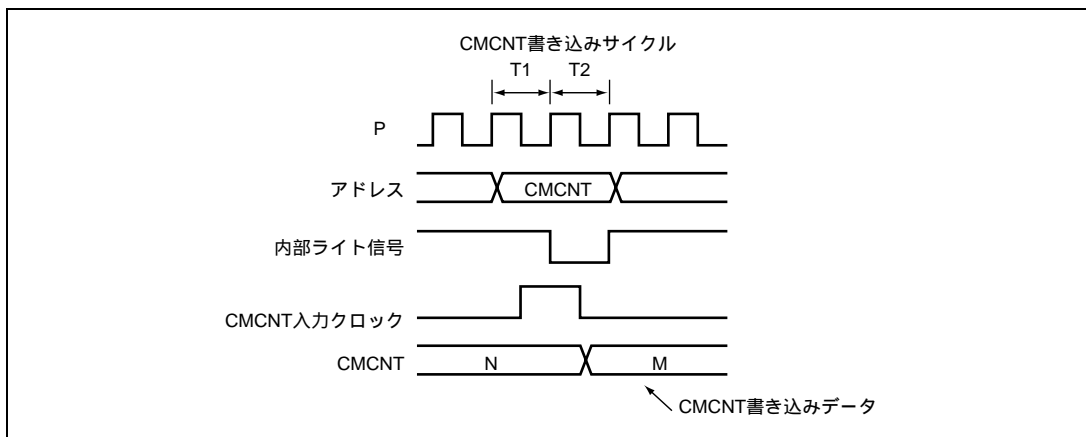 CMCNT書き込みサイクル
T1 T2
P
アドレス CMCNT
内部ライト信号
CMCNT入力クロック
CMCNT N M
CMCNT書き込みデータ